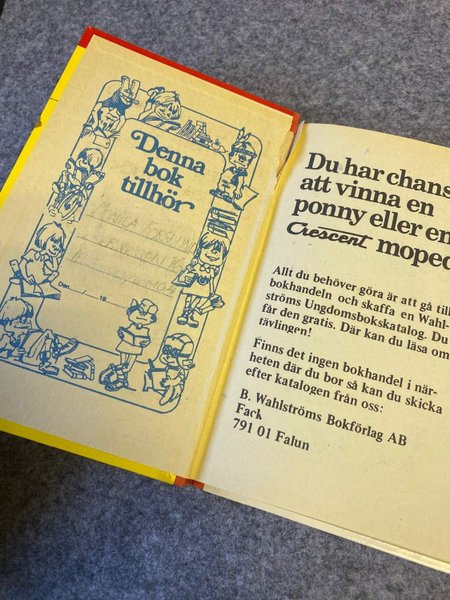 Denna
bok
tillhör
Den 19
Du har chans
att vinna en
ponny eller en
Crescent moped
Allt du behöver göra är att gå till
bokhandeln och skaffa en Wahl-
ströms Ungdomsbokskatalog. Du
får den gratis. Där kan du läsa om
tävlingen!
Finns det ingen bokhandel i när-
heten där du bor så kan du skicka
efter katalogen från oss:
B. Wahlströms Bokförlag AB
Fack
791 01 Falun